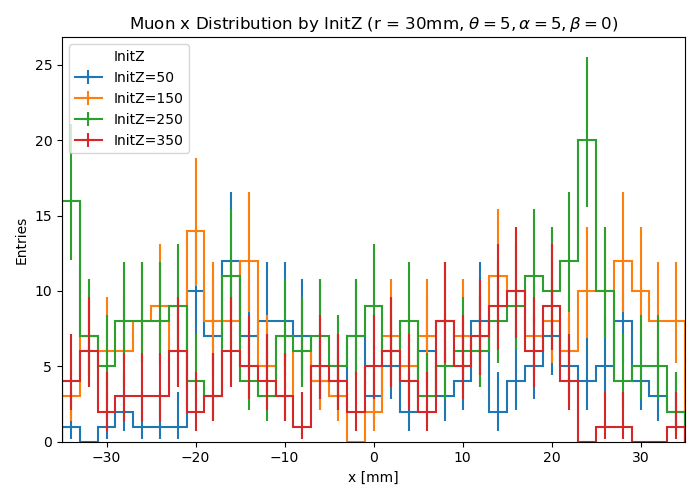 Muon x Distribution by InitZ (r = 30mm, θ = 5, α = 5, β = 0)
InitZ
InitZ=50
InitZ=150
InitZ=250
InitZ=350
Entries
25
20
15
10
5
0
−30 −20 −10 0 10 20 30
x [mm]